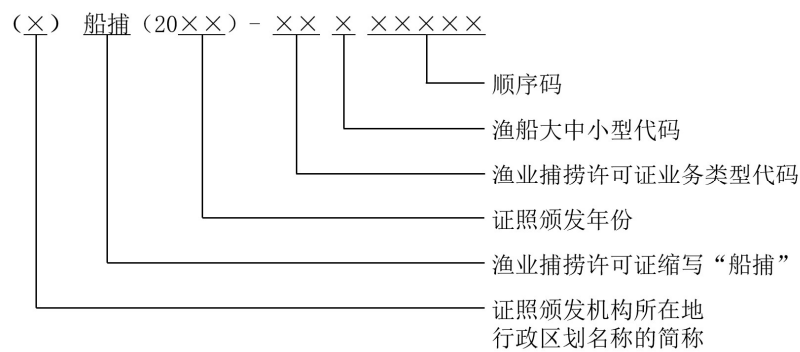 （×） 船捕（20××）- ×× × ×××××
顺序码
渔船大中小型代码
渔业捕捞许可证业务类型代码
证照颁发年份
渔业捕捞许可证缩写“船捕”
证照颁发机构所在地
行政区划名称的简称